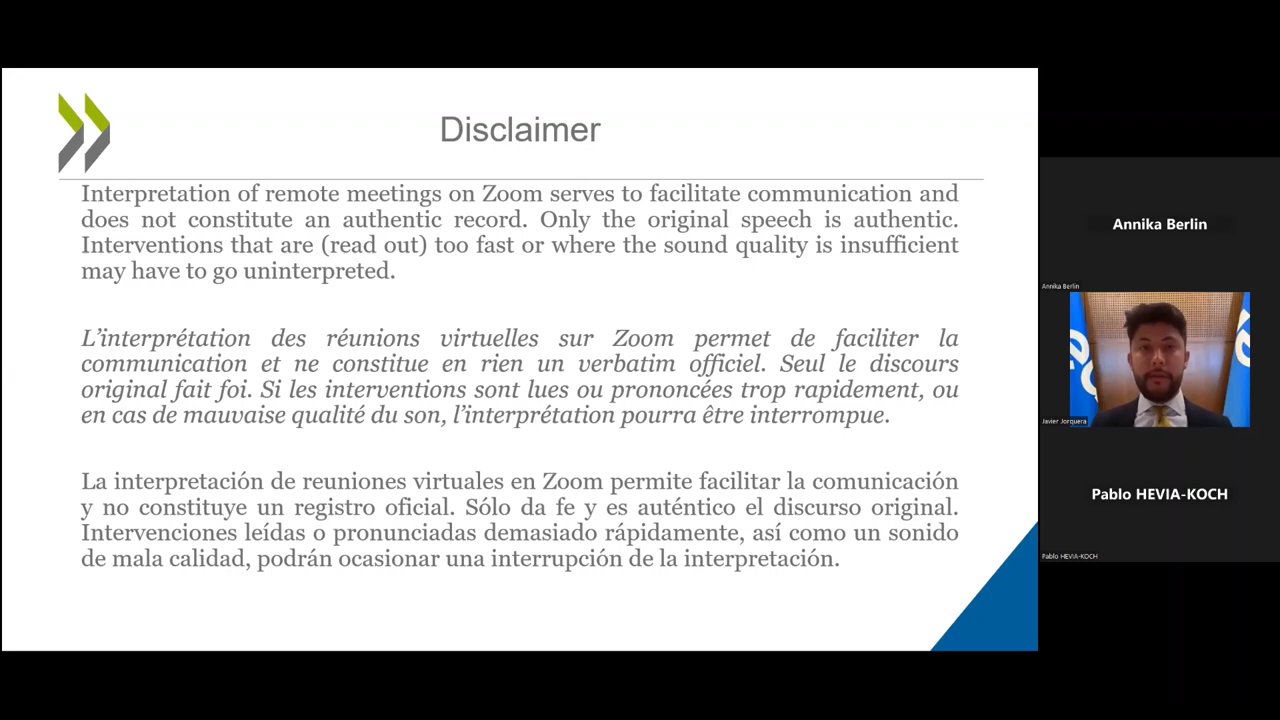 Disclaimer
Interpretation of remote meetings on Zoom serves to facilitate communication and
does not constitute an authentic record. Only the original speech is authentic.
Interventions that are (read out) too fast or where the sound quality is insufficient
may have to go uninterpreted.
L’interprétation des réunions virtuelles sur Zoom permet de faciliter la
communication et ne constitue en rien un verbatim officiel. Seul le discours
original fait foi. Si les interventions sont lues ou prononcées trop rapidement, ou
en cas de mauvaise qualité du son, l’interprétation pourra être interrompue.
La interpretación de reuniones virtuales en Zoom permite facilitar la comunicación
y no constituye un registro oficial. Sólo da fe y es auténtico el discurso original.
Intervenciones leídas o pronunciadas demasiado rápidamente, así como un sonido
de mala calidad, podrán ocasionar una interrupción de la interpretación.
Annika Berlin
Annika Berlin
Javier Jorquera
Pablo HEVIA-KOCH
Pablo HEVIA-KOCH